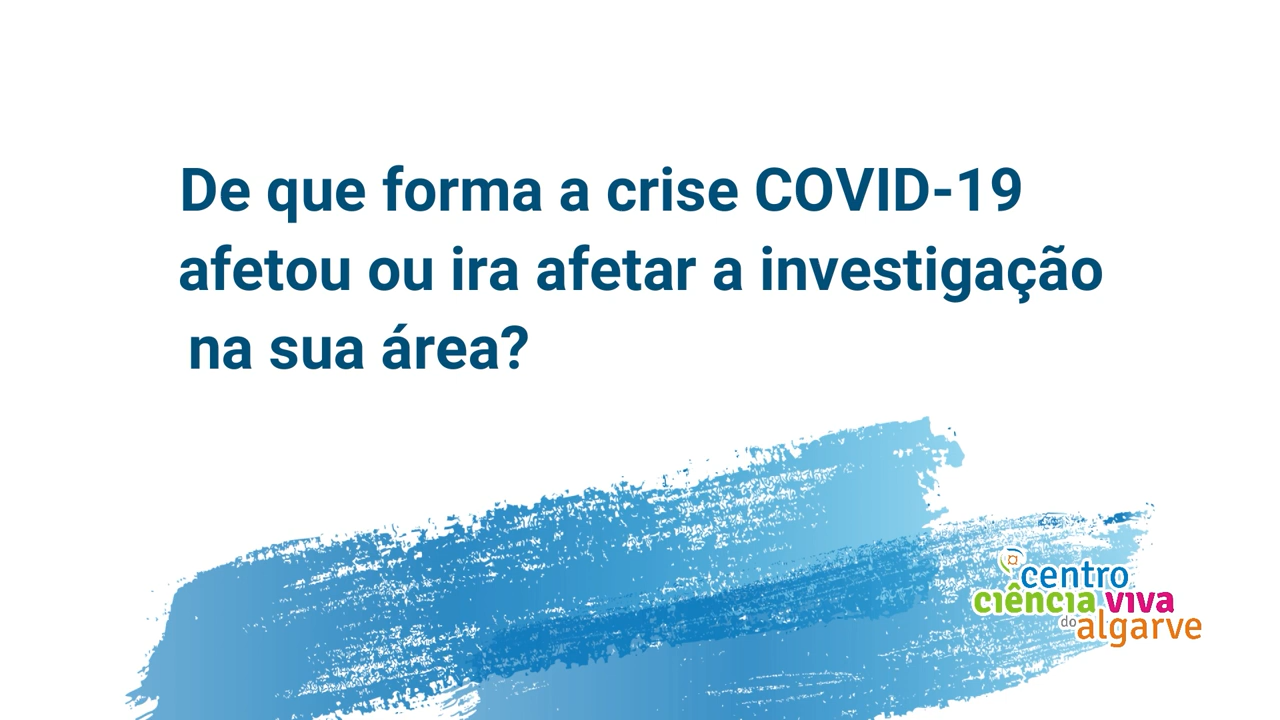 De que forma a crise COVID-19
afetou ou ira afetar a investigação
na sua área?
centro
ciência viva
do algarve